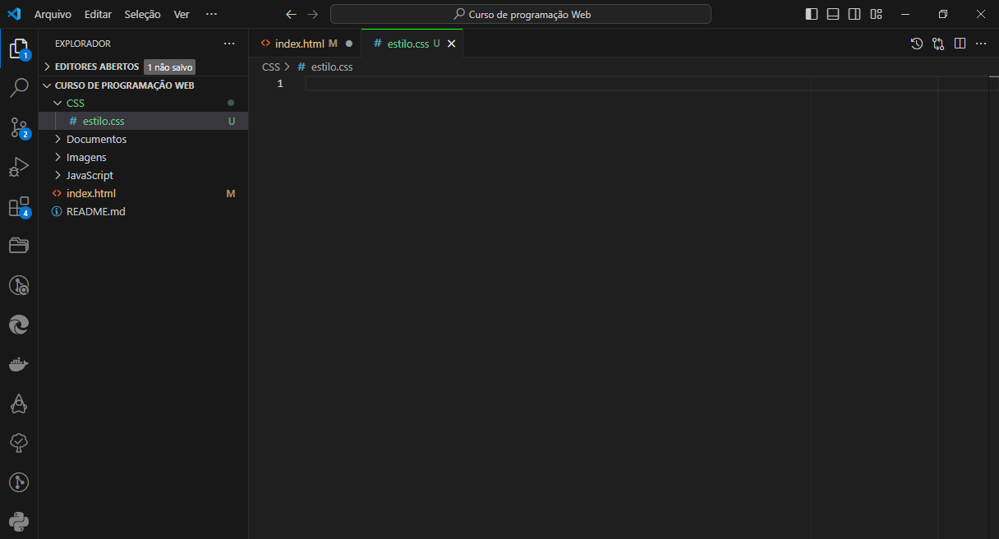 Arquivo Editar Seleção Ver ··· Curso de programação Web
EXPLORADOR ···
EDITORES ABERTOS 1 não salvo
CURSO DE PROGRAMAÇÃO WEB
CSS
# estilo.css U
Documentos
Imagens
JavaScript
<> index.html M
README.md
<> index.html M ● # estilo.css U
CSS > # estilo.css
1
1
2
4